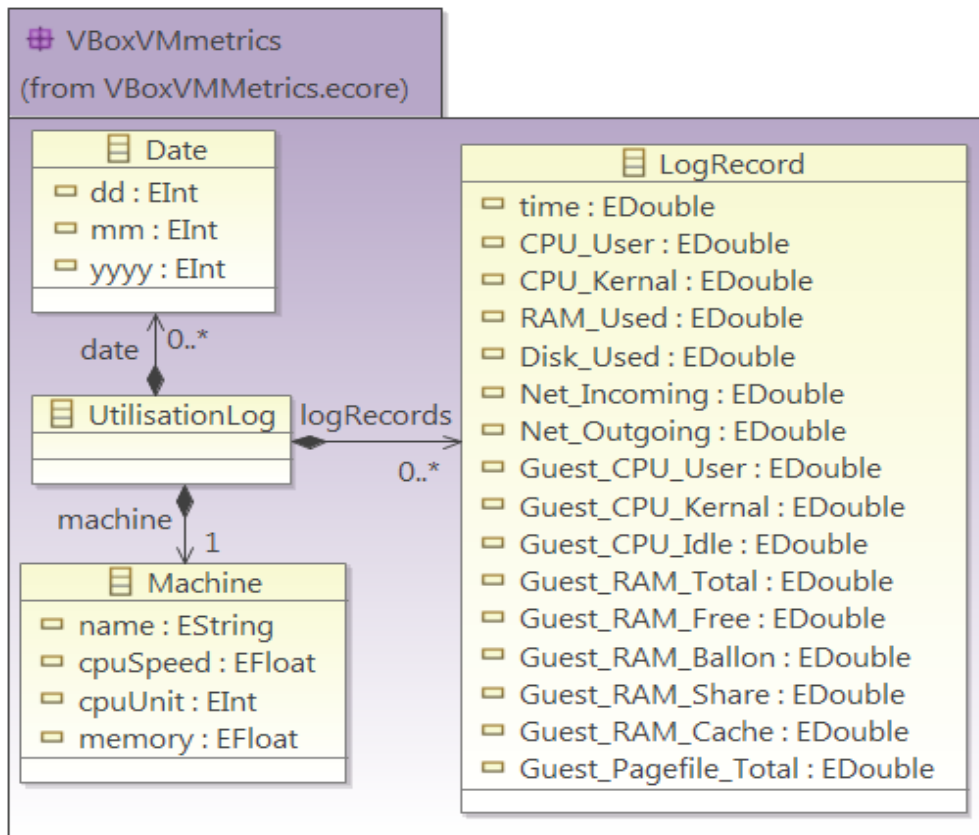 VBoxVMmetrics
(from VBoxVMMetrics.ecore)
Date
dd : EInt
mm : EInt
yyyy : EInt
date
0..*
UtilisationLog
logRecords
0..*
machine
1
Machine
name : EString
cpuSpeed : EFloat
cpuUnit : EInt
memory : EFloat
LogRecord
time : EDouble
CPU_User : EDouble
CPU_Kernal : EDouble
RAM_Used : EDouble
Disk_Used : EDouble
Net_Incoming : EDouble
Net_Outgoing : EDouble
Guest_CPU_User : EDouble
Guest_CPU_Kernal : EDouble
Guest_CPU_Idle : EDouble
Guest_RAM_Total : EDouble
Guest_RAM_Free : EDouble
Guest_RAM_Ballon : EDouble
Guest_RAM_Share : EDouble
Guest_RAM_Cache : EDouble
Guest_Pagefile_Total : EDouble